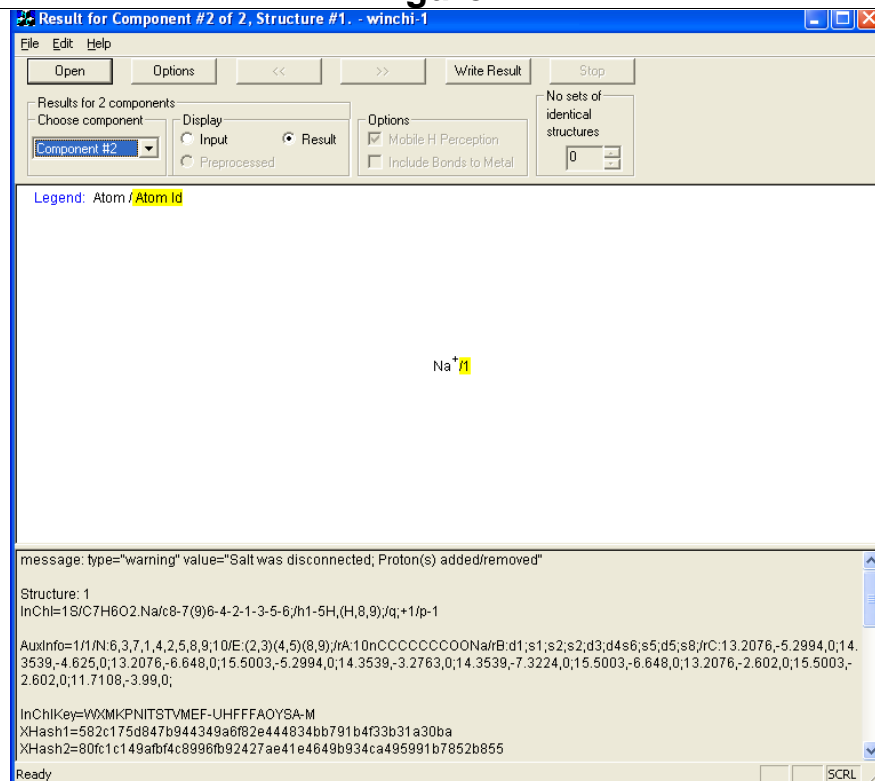 Result for Component #2 of 2, Structure #1. - winchi-1
File Edit Help
Open Options << >> Write Result Stop
Results for 2 components
No sets of identical structures
Choose component Display Options
Component #2 Input Result Mobile H Perception 0
Preprocessed Include Bonds to Metal
Legend: Atom / Atom Id
Na+/1
message: type="warning" value="Salt was disconnected; Proton(s) added/removed"
Structure: 1
InChI=1S/C7H6O2.Na/c8-7(9)6-4-2-1-3-5-6;/h1-5H,(H,8,9);/q;+1/p-1
AuxInfo=1/1/N:6,3,7,1,4,2,5,8,9;10/E:(2,3)(4,5)(8,9);/rA:10nCCCCCCCOONa/rB:d1;s1;s2;s2;d3;d4s6;s5;d5;s8;/rC:13.2076,-5.2994,0;14.
3539,-4.625,0;13.2076,-6.648,0;15.5003,-5.2994,0;14.3539,-3.2763,0;14.3539,-7.3224,0;15.5003,-6.648,0;13.2076,-2.602,0;15.5003,-
2.602,0;11.7108,-3.99,0;
InChIKey=WXMKPNITSTVMEF-UHFFFAOYSA-M
XHash1=582c175d847b944349a6f82e444834bb791b4f33b31a30ba
XHash2=80fc1c149afbf4c8996fb92427ae41e4649b934ca495991b7852b855
Ready SCRL